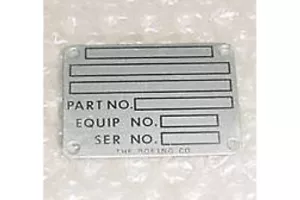 PART NO.
EQUIP NO.
SER NO.
THE BOEING CO.